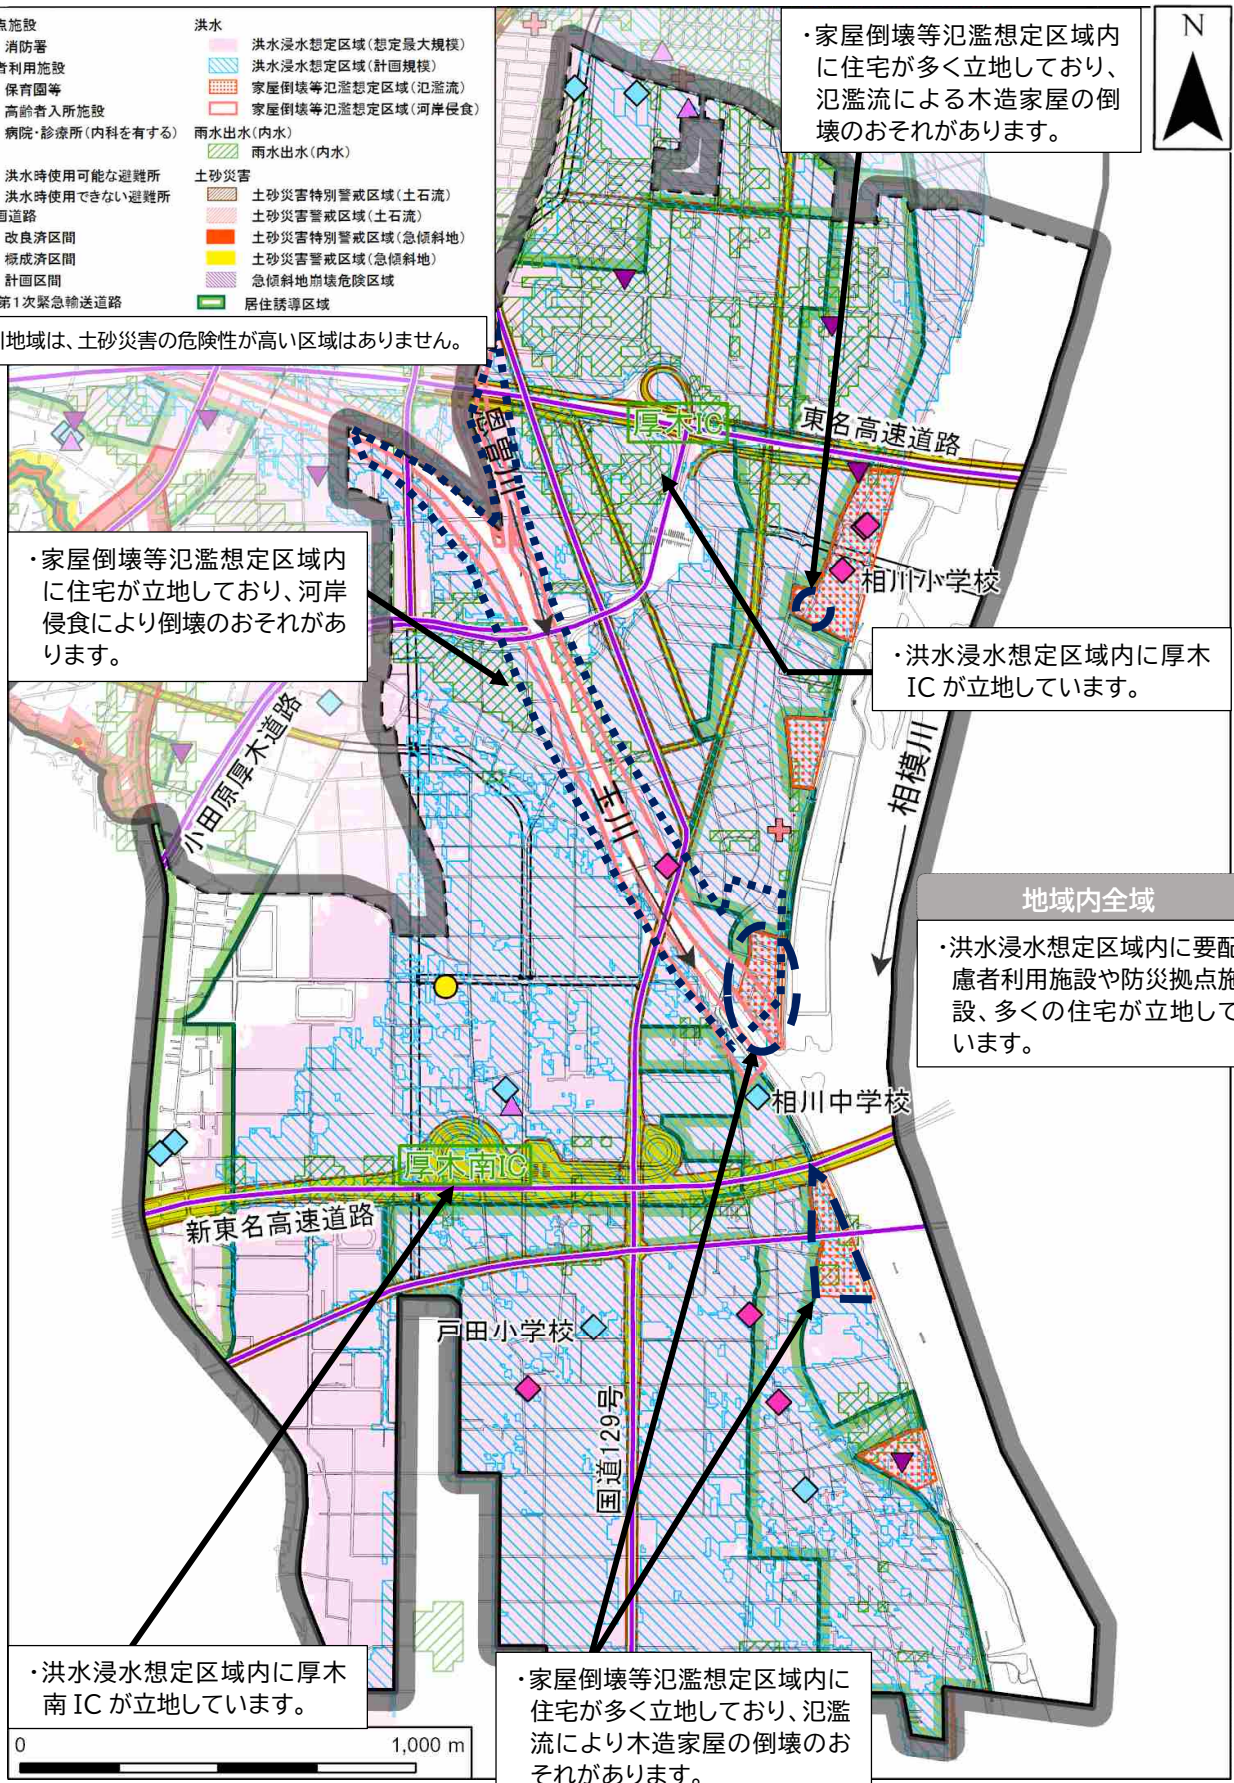 点施設
消防署
者利用施設
保育園等
高齢者入所施設
病院・診療所(内科を有する)
洪水時使用可能な避難所
洪水時使用できない避難所
画道路
改良済区間
概成済区間
計画区間
第1次緊急輸送道路
洪水
洪水浸水想定区域(想定最大規模)
洪水浸水想定区域(計画規模)
家屋倒壊等氾濫想定区域(氾濫流)
家屋倒壊等氾濫想定区域(河岸侵食)
雨水出水(内水)
雨水出水(内水)
土砂災害
土砂災害特別警戒区域(土石流)
土砂災害警戒区域(土石流)
土砂災害特別警戒区域(急傾斜地)
土砂災害警戒区域(急傾斜地)
急傾斜地崩壊危険区域
居住誘導区域
川地域は、土砂災害の危険性が高い区域はありません。
・家屋倒壊等氾濫想定区域内
に住宅が多く立地しており、
氾濫流による木造家屋の倒
壊のおそれがあります。
N
恩曽川
厚木IC
東名高速道路
・家屋倒壊等氾濫想定区域内
に住宅が立地しており、河岸
侵食により倒壊のおそれがあ
ります。
相川小学校
・洪水浸水想定区域内に厚木
ICが立地しています。
小田原厚木道路
玉川
相模川
地域内全域
・洪水浸水想定区域内に要配
慮者利用施設や防災拠点施
設、多くの住宅が立地して
います。
相川中学校
厚木南IC
新東名高速道路
戸田小学校
国道129号
・洪水浸水想定区域内に厚木
南ICが立地しています。
・家屋倒壊等氾濫想定区域内に
住宅が多く立地しており、氾濫
流により木造家屋の倒壊のお
それがあります。
0
1,000 m